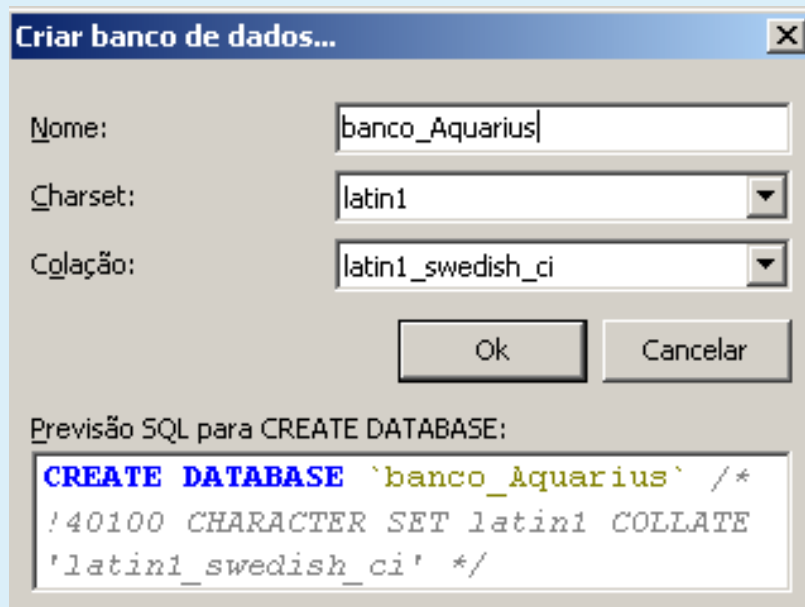 Criar banco de dados...
Nome: banco_Aquarius
Charset: latin1
Colação: latin1_swedish_ci
Ok Cancelar
Previsão SQL para CREATE DATABASE:
CREATE DATABASE `banco_Aquarius` /*
!40100 CHARACTER SET latin1 COLLATE
'latin1_swedish_ci' */